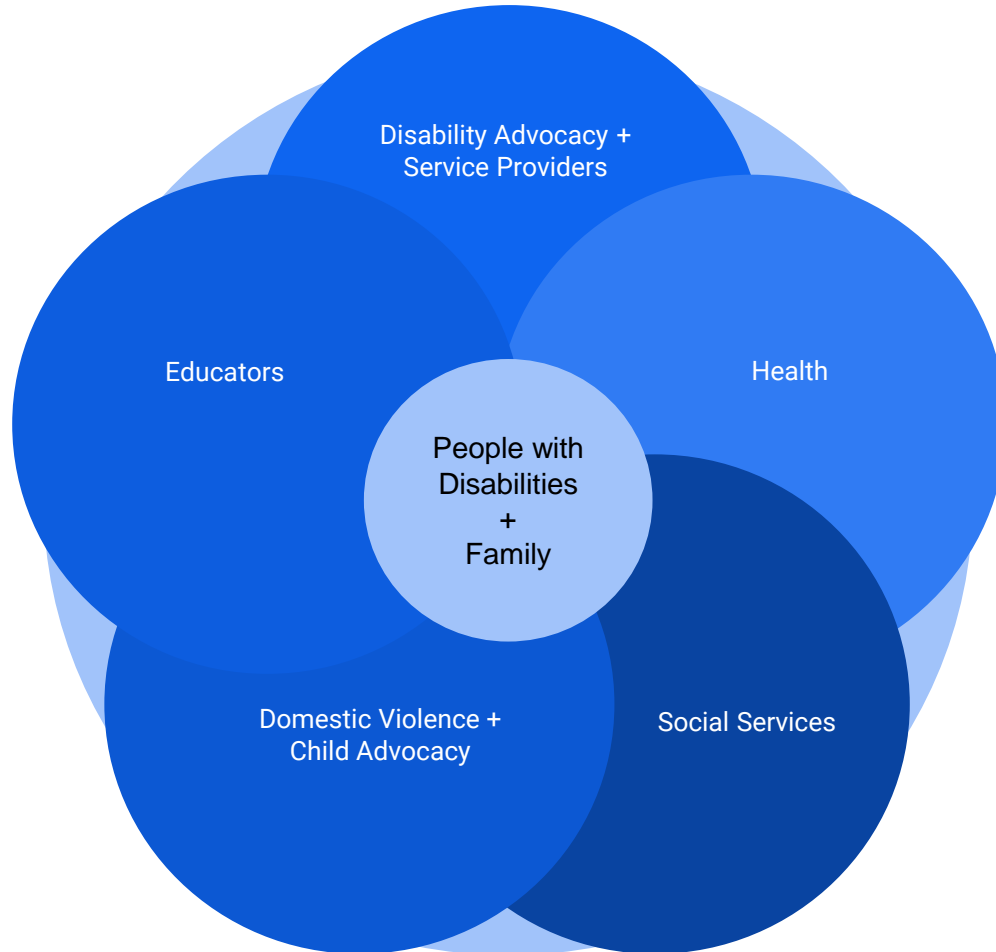 Disability Advocacy +
Service Providers
Educators
Health
People with
Disabilities
+
Family
Domestic Violence +
Child Advocacy
Social Services